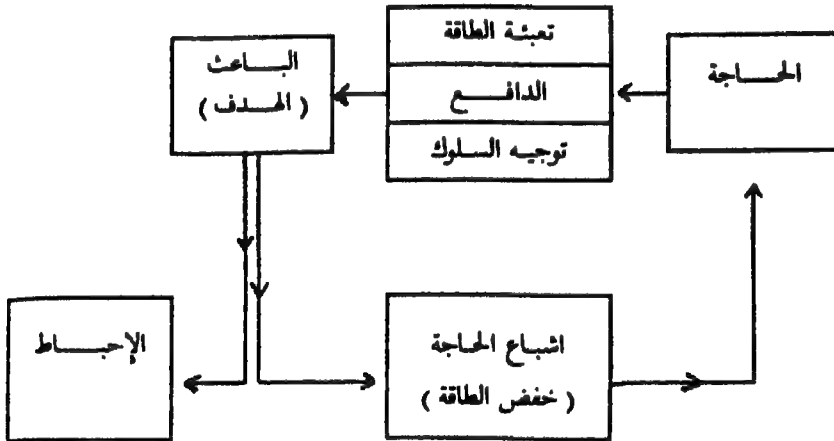 الحاجة
تعبئة الطاقة
الدافع
توجيه السلوك
الباعث
( الهدف )
الإحباط
اشباع الحاجة
( خفض الطاقة )